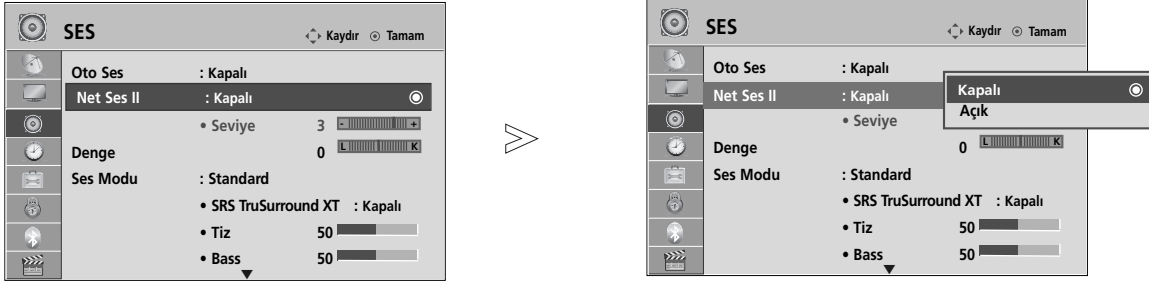 SES
Kaydır Tamam
Oto Ses : Kapalı
Net Ses II : Kapalı
• Seviye 3 - +
Denge 0 L K
Ses Modu : Standard
• SRS TruSurround XT : Kapalı
• Tiz 50
• Bass 50
SES
Kaydır Tamam
Oto Ses : Kapalı
Net Ses II : Kapalı
Kapalı
Açık
• Seviye
Denge 0 L K
Ses Modu : Standard
• SRS TruSurround XT : Kapalı
• Tiz 50
• Bass 50